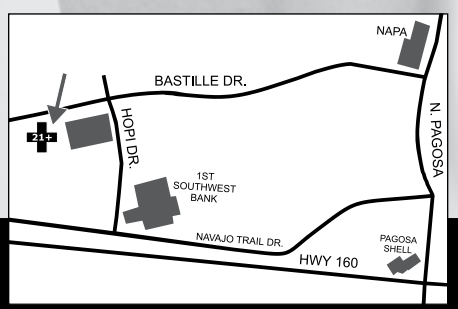 NAPA
BASTILLE DR.
N. PAGOSA
HOPI DR.
21+
1ST
SOUTHWEST
BANK
NAVAJO TRAIL DR.
PAGOSA
SHELL
HWY 160